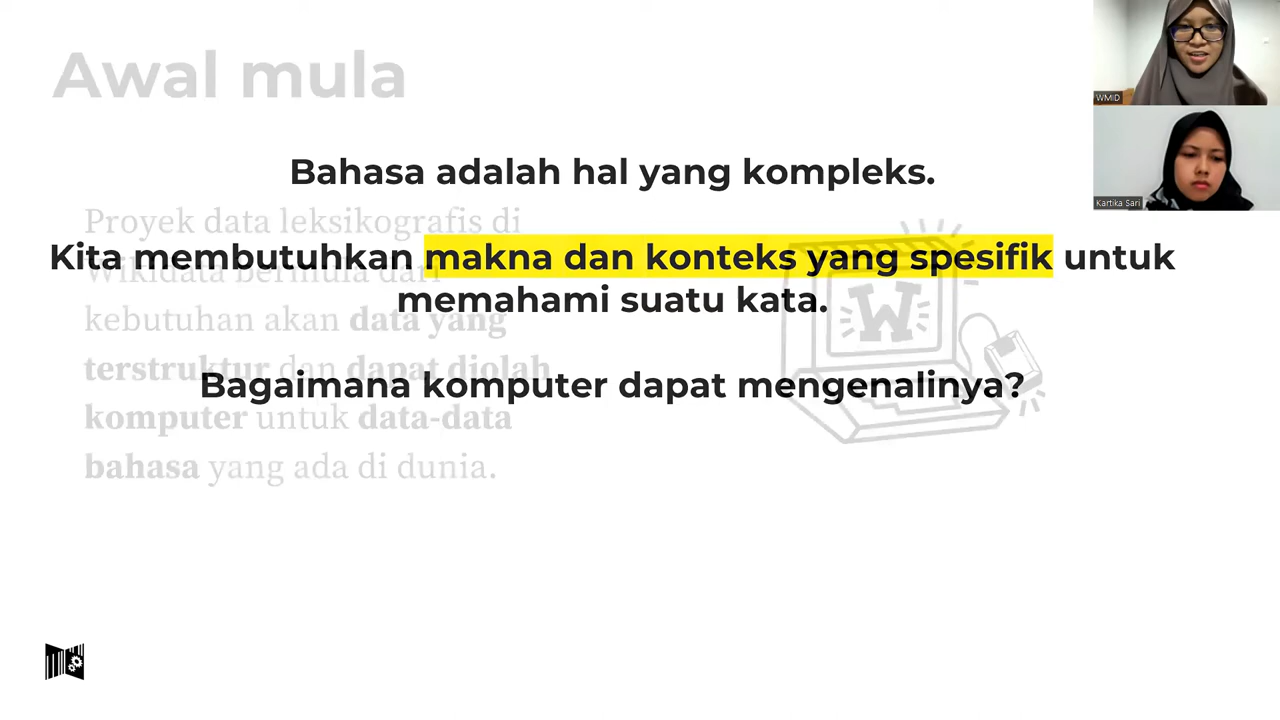 Awal mula
Bahasa adalah hal yang kompleks.
Kita membutuhkan makna dan konteks yang spesifik untuk
memahami suatu kata.
Bagaimana komputer dapat mengenalinya?
Proyek data leksikografis di
Wikidata bermula dari
kebutuhan akan data yang
terstruktur dan dapat diolah
komputer untuk data-data
bahasa yang ada di dunia.
W
WMID
Kartika Sari